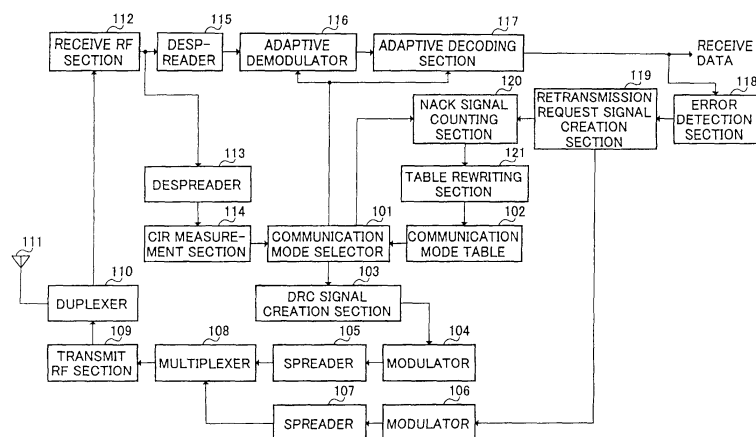 112
RECEIVE RF
SECTION
115
DESP-
READER
116
ADAPTIVE
DEMODULATOR
117
ADAPTIVE DECODING
SECTION
RECEIVE
DATA
120
NACK SIGNAL
COUNTING
SECTION
119
RETRANSMISSION
REQUEST SIGNAL
CREATION
SECTION
118
ERROR
DETECTION
SECTION
113
DESPREADER
121
TABLE REWRITING
SECTION
114
CIR MEASURE-
MENT SECTION
101
COMMUNICATION
MODE SELECTOR
102
COMMUNICATION
MODE TABLE
111
110
DUPLEXER
103
DRC SIGNAL
CREATION SECTION
109
TRANSMIT
RF SECTION
108
MULTIPLEXER
105
SPREADER
104
MODULATOR
107
SPREADER
106
MODULATOR